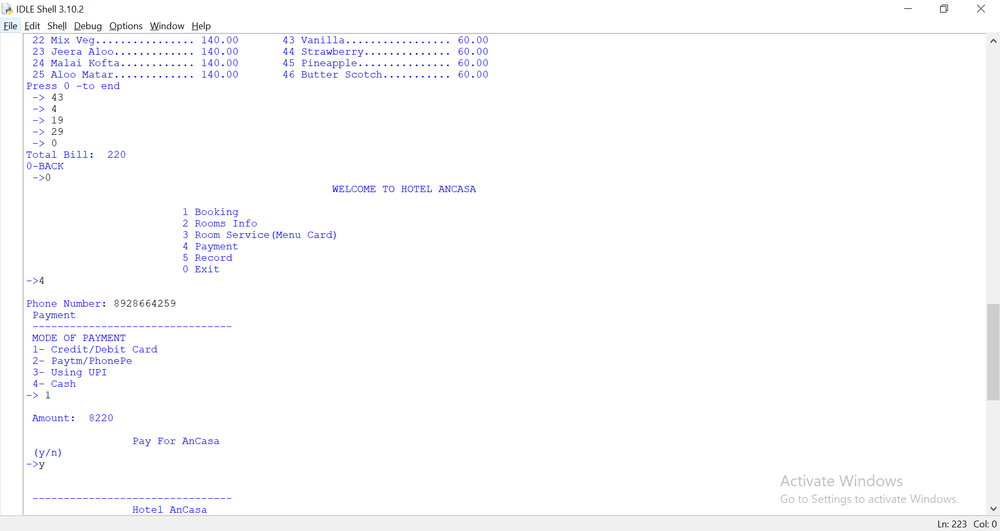 IDLE Shell 3.10.2
File Edit Shell Debug Options Window Help
22 Mix Veg................ 140.00 43 Vanilla................. 60.00
23 Jeera Aloo............. 140.00 44 Strawberry.............. 60.00
24 Malai Kofta............ 140.00 45 Pineapple............... 60.00
25 Aloo Matar............. 140.00 46 Butter Scotch........... 60.00
Press 0 -to end
-> 43
-> 4
-> 19
-> 29
-> 0
Total Bill:  220
0-BACK
->0
WELCOME TO HOTEL ANCASA
1 Booking
2 Rooms Info
3 Room Service(Menu Card)
4 Payment
5 Record
0 Exit
->4
Phone Number: 8928664259
Payment
--------------------------------
MODE OF PAYMENT
1- Credit/Debit Card
2- Paytm/PhonePe
3- Using UPI
4- Cash
-> 1
Amount:  8220
Pay For AnCasa
(y/n)
->y
--------------------------------
Hotel AnCasa
Activate Windows
Go to Settings to activate Windows.
Ln: 223 Col: 0